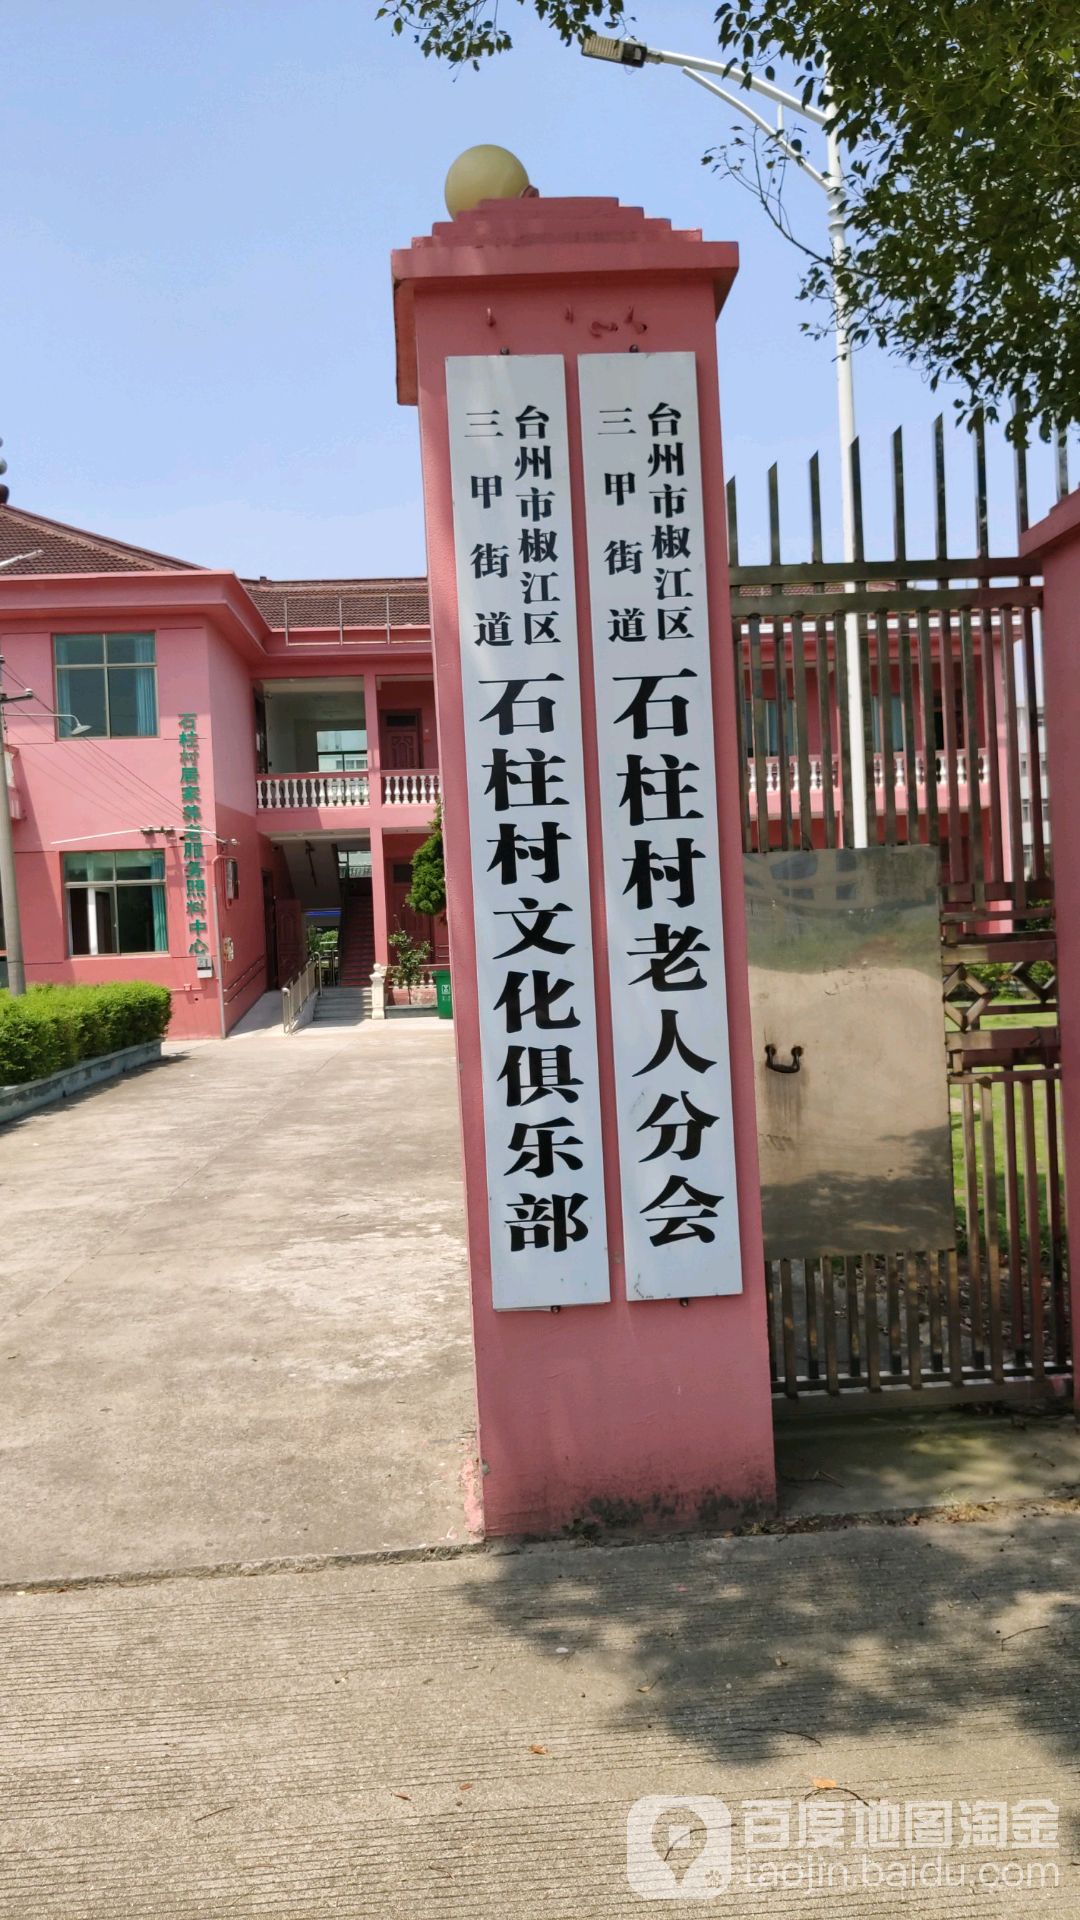 台州市椒江区
三甲街道
石柱村老人分会
台州市椒江区
三甲街道
石柱村文化俱乐部
石柱村居家养老服务照料中心
百度地图淘金
taojin.baidu.com